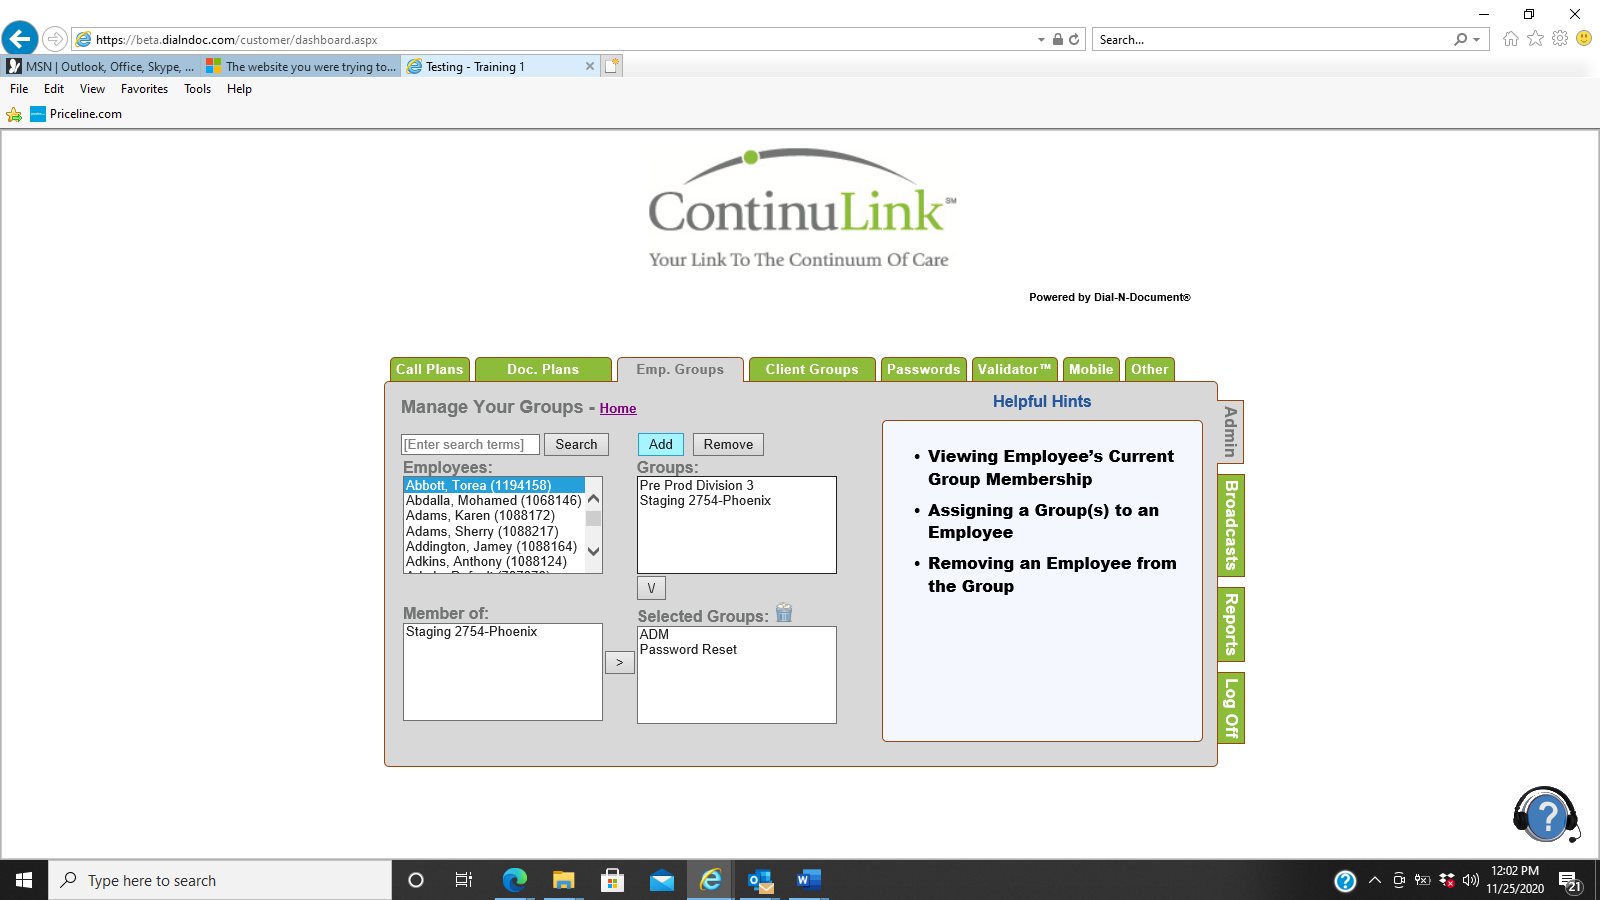 https://beta.dialndoc.com/customer/dashboard.aspx
Search...
MSN | Outlook, Office, Skype, ...
The website you were trying to...
Testing - Training 1
File Edit View Favorites Tools Help
Priceline.com
ContinuLink SM
Your Link To The Continuum Of Care
Powered by Dial-N-Document®
Call Plans Doc. Plans Emp. Groups Client Groups Passwords Validator™ Mobile Other
Manage Your Groups - Home
[Enter search terms] Search Add Remove
Employees:
Abbott, Torea (1194158)
Abdalla, Mohamed (1068146)
Adams, Karen (1088172)
Adams, Sherry (1088217)
Addington, Jamey (1088164)
Adkins, Anthony (1088124)
Groups:
Pre Prod Division 3
Staging 2754-Phoenix
V
Member of:
Staging 2754-Phoenix
>
Selected Groups:
ADM
Password Reset
Helpful Hints
• Viewing Employee’s Current
Group Membership
• Assigning a Group(s) to an
Employee
• Removing an Employee from
the Group
Admin
Broadcasts
Reports
Log Off
?
Type here to search
12:02 PM
11/25/2020
21